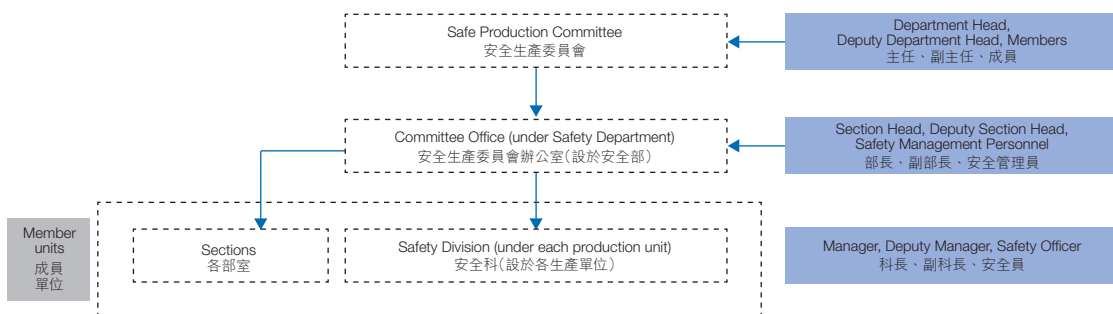 Safe Production Committee
安全生產委員會
Department Head,
Deputy Department Head, Members
主任、副主任、成員
Committee Office (under Safety Department)
安全生產委員會辦公室(設於安全部)
Section Head, Deputy Section Head,
Safety Management Personnel
部長、副部長、安全管理員
Member
units
成員
單位
Sections
各部室
Safety Division (under each production unit)
安全科(設於各生產單位)
Manager, Deputy Manager, Safety Officer
科長、副科長、安全員